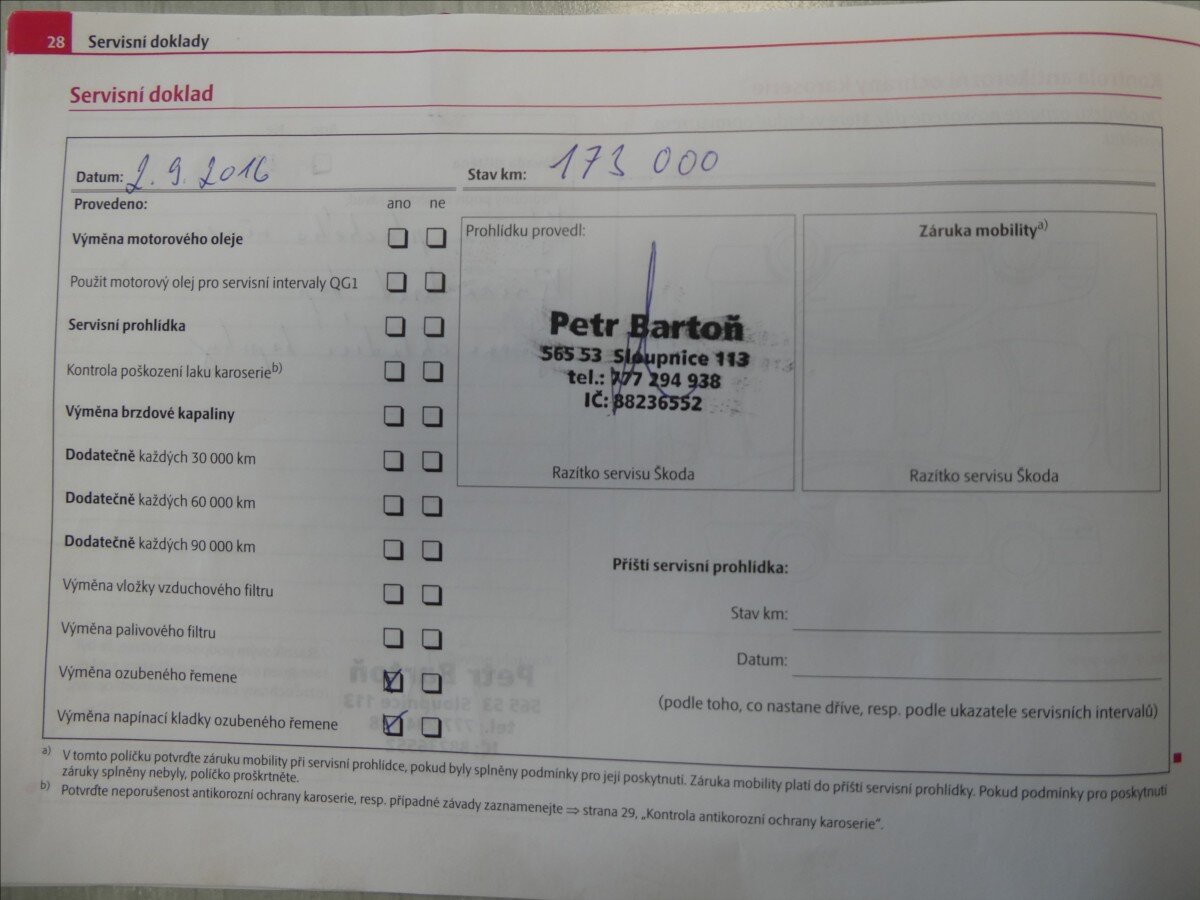 28 Servisní doklady
Servisní doklad
Datum: 2. 9. 2016 Stav km: 173 000
Provedeno: ano ne
Výměna motorového oleje
Použit motorový olej pro servisní intervaly QG1
Servisní prohlídka
Kontrola poškození laku karoserie b)
Výměna brzdové kapaliny
Dodatečně každých 30 000 km
Dodatečně každých 60 000 km
Dodatečně každých 90 000 km
Výměna vložky vzduchového filtru
Výměna palivového filtru
Výměna ozubeného řemene
Výměna napínací kladky ozubeného řemene
Prohlídku provedl:
Petr Bartoň
565 53 Sloupnice 113
tel.: 777 294 938
IČ: 88236552
Razítko servisu Škoda
Záruka mobility a)
Razítko servisu Škoda
Příští servisní prohlídka:
Stav km:
Datum:
(podle toho, co nastane dříve, resp. podle ukazatele servisních intervalů)
a) V tomto políčku potvrďte záruku mobility při servisní prohlídce, pokud byly splněny podmínky pro její poskytnutí. Záruka mobility platí do příští servisní prohlídky. Pokud podmínky pro poskytnutí
záruky splněny nebyly, políčko proškrtněte.
b) Potvrďte neporušenost antikorozní ochrany karoserie, resp. případné závady zaznamenejte ⇒ strana 29, „Kontrola antikorozní ochrany karoserie“.